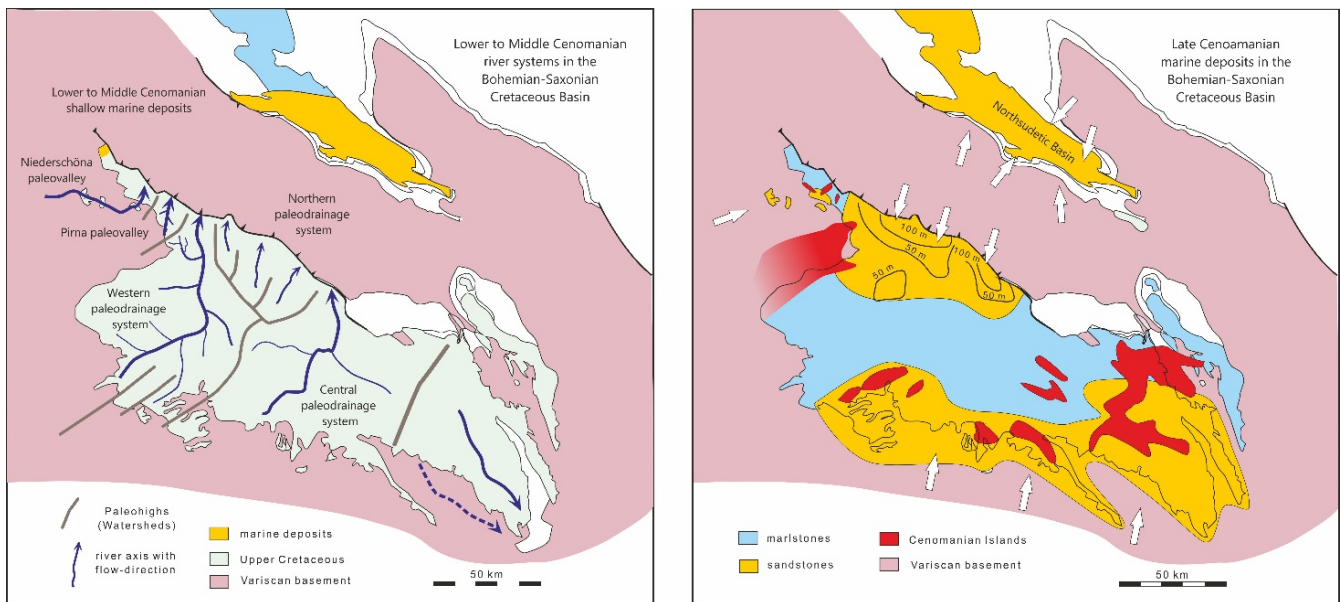 Lower to Middle Cenomanian
river systems in the
Bohemian-Saxonian
Cretaceous Basin
Lower to Middle Cenomanian
shallow marine deposits
Niederschöna
paleovalley
Northern
paleodrainage
system
Pirna paleovalley
Western
paleodrainage
system
Central
paleodrainage
system
Paleohighs
(Watersheds)
river axis with
flow-direction
marine deposits
Upper Cretaceous
Variscan basement
50 km
Late Cenoamanian
marine deposits in the
Bohemian-Saxonian
Cretaceous Basin
Northsudetic Basin
100 m
50 m
100 m
50 m
50 m
marlstones
sandstones
Cenomanian Islands
Variscan basement
50 km